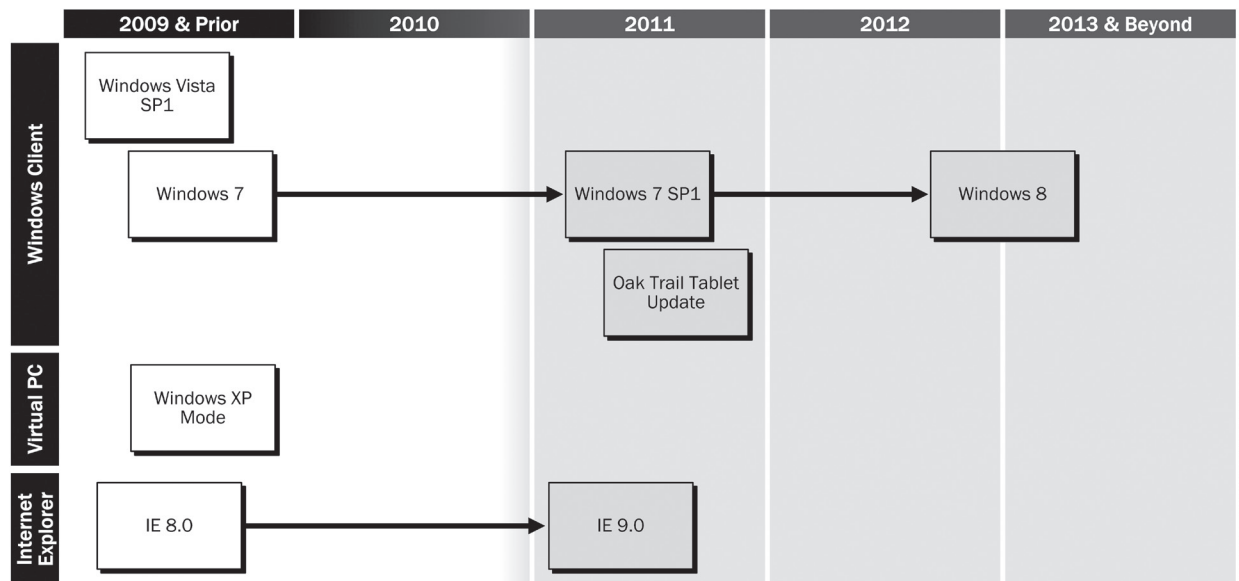 2009 & Prior
2010
2011
2012
2013 & Beyond
Windows Client
Windows Vista
SP1
Windows 7
Windows 7 SP1
Windows 8
Oak Trail Tablet
Update
Virtual PC
Windows XP
Mode
Internet
Explorer
IE 8.0
IE 9.0